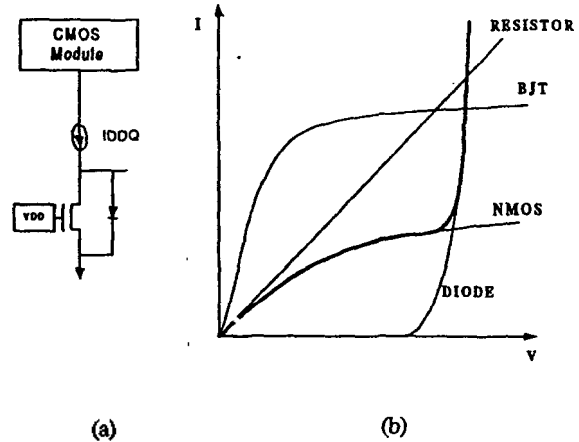 CMOS
Module
IDDQ
VDD
(a)
I
RESISTOR
BJT
NMOS
DIODE
V
(b)